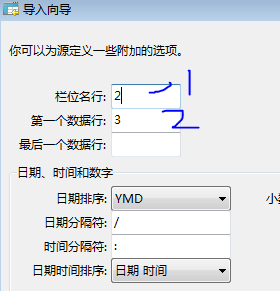 导入向导
你可以为源定义一些附加的选项。
栏位名行: 2 1
第一个数据行: 3 2
最后一个数据行:
日期、时间和数字
日期排序: YMD
日期分隔符: /
时间分隔符: :
日期时间排序: 日期 时间